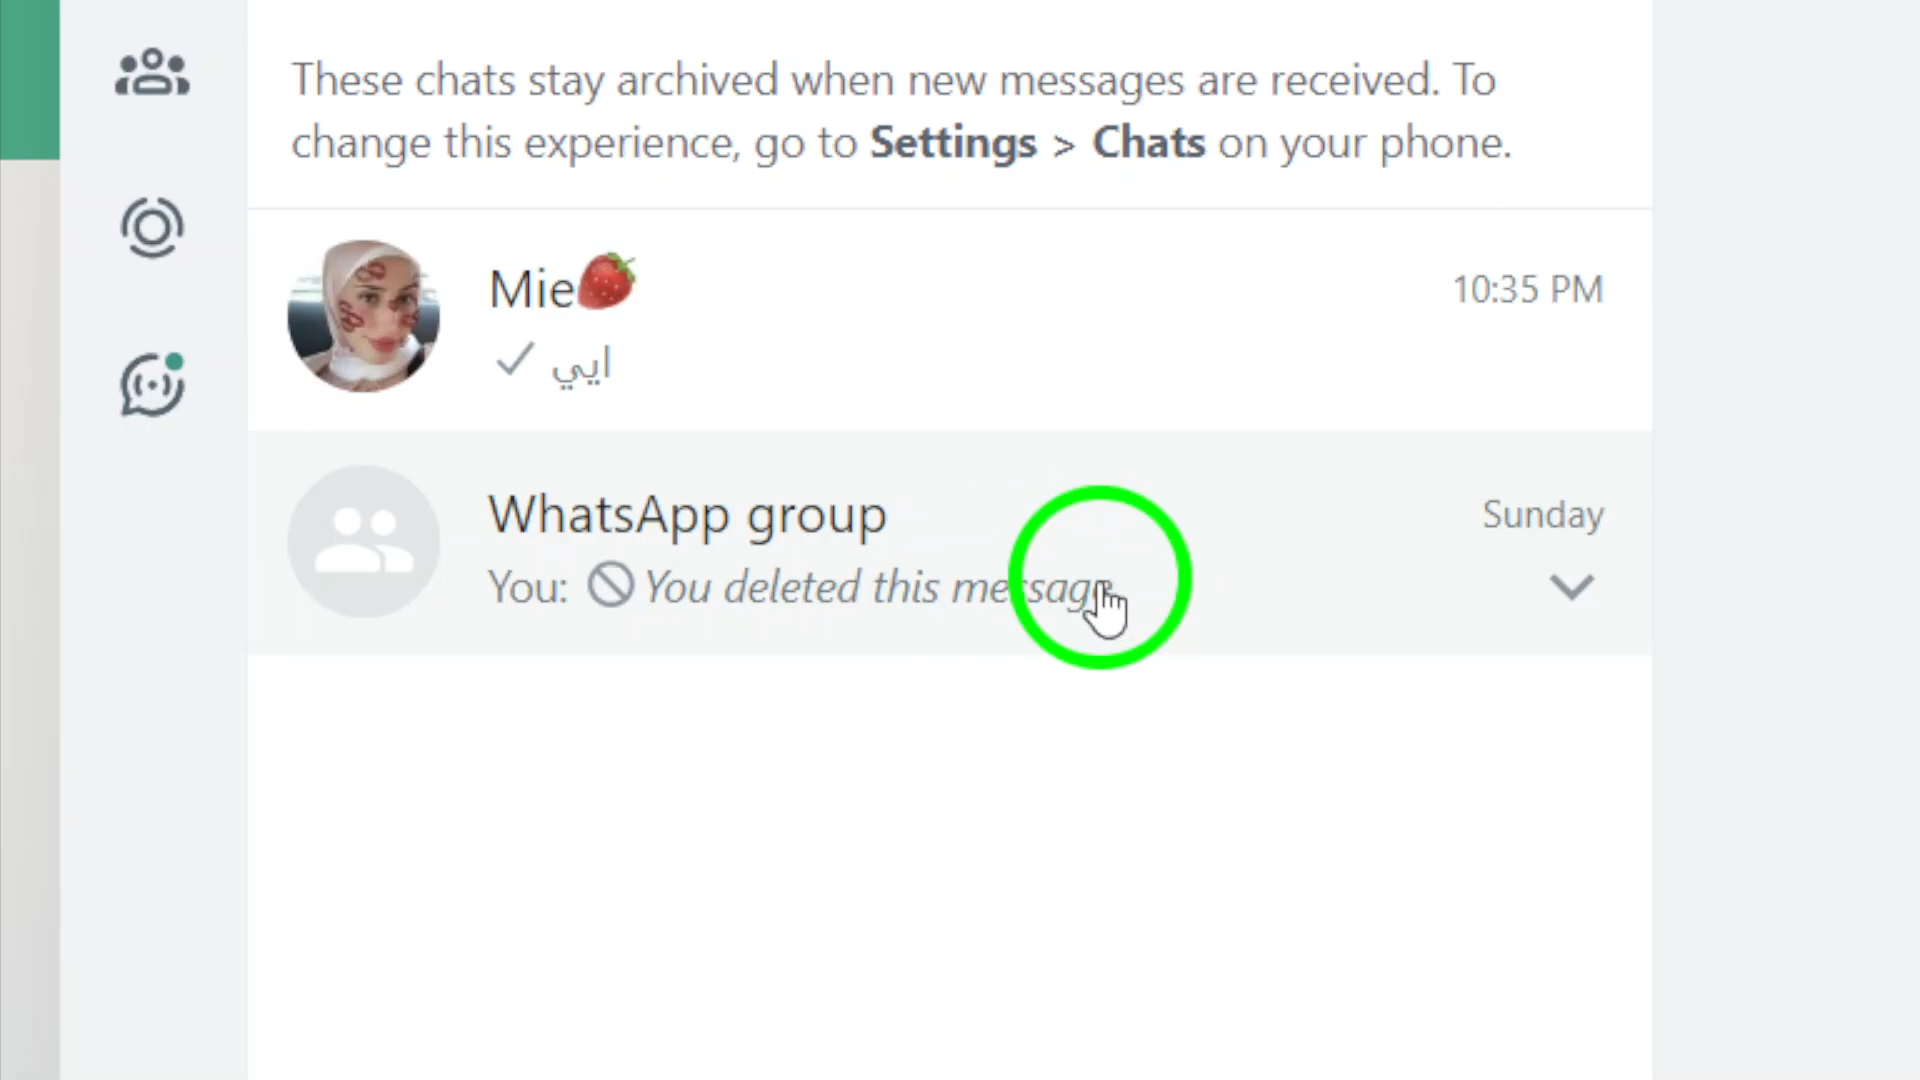 These chats stay archived when new messages are received. To
change this experience, go to Settings > Chats on your phone.
Mie🍓
10:35 PM
ايي
WhatsApp group
Sunday
You: You deleted this message